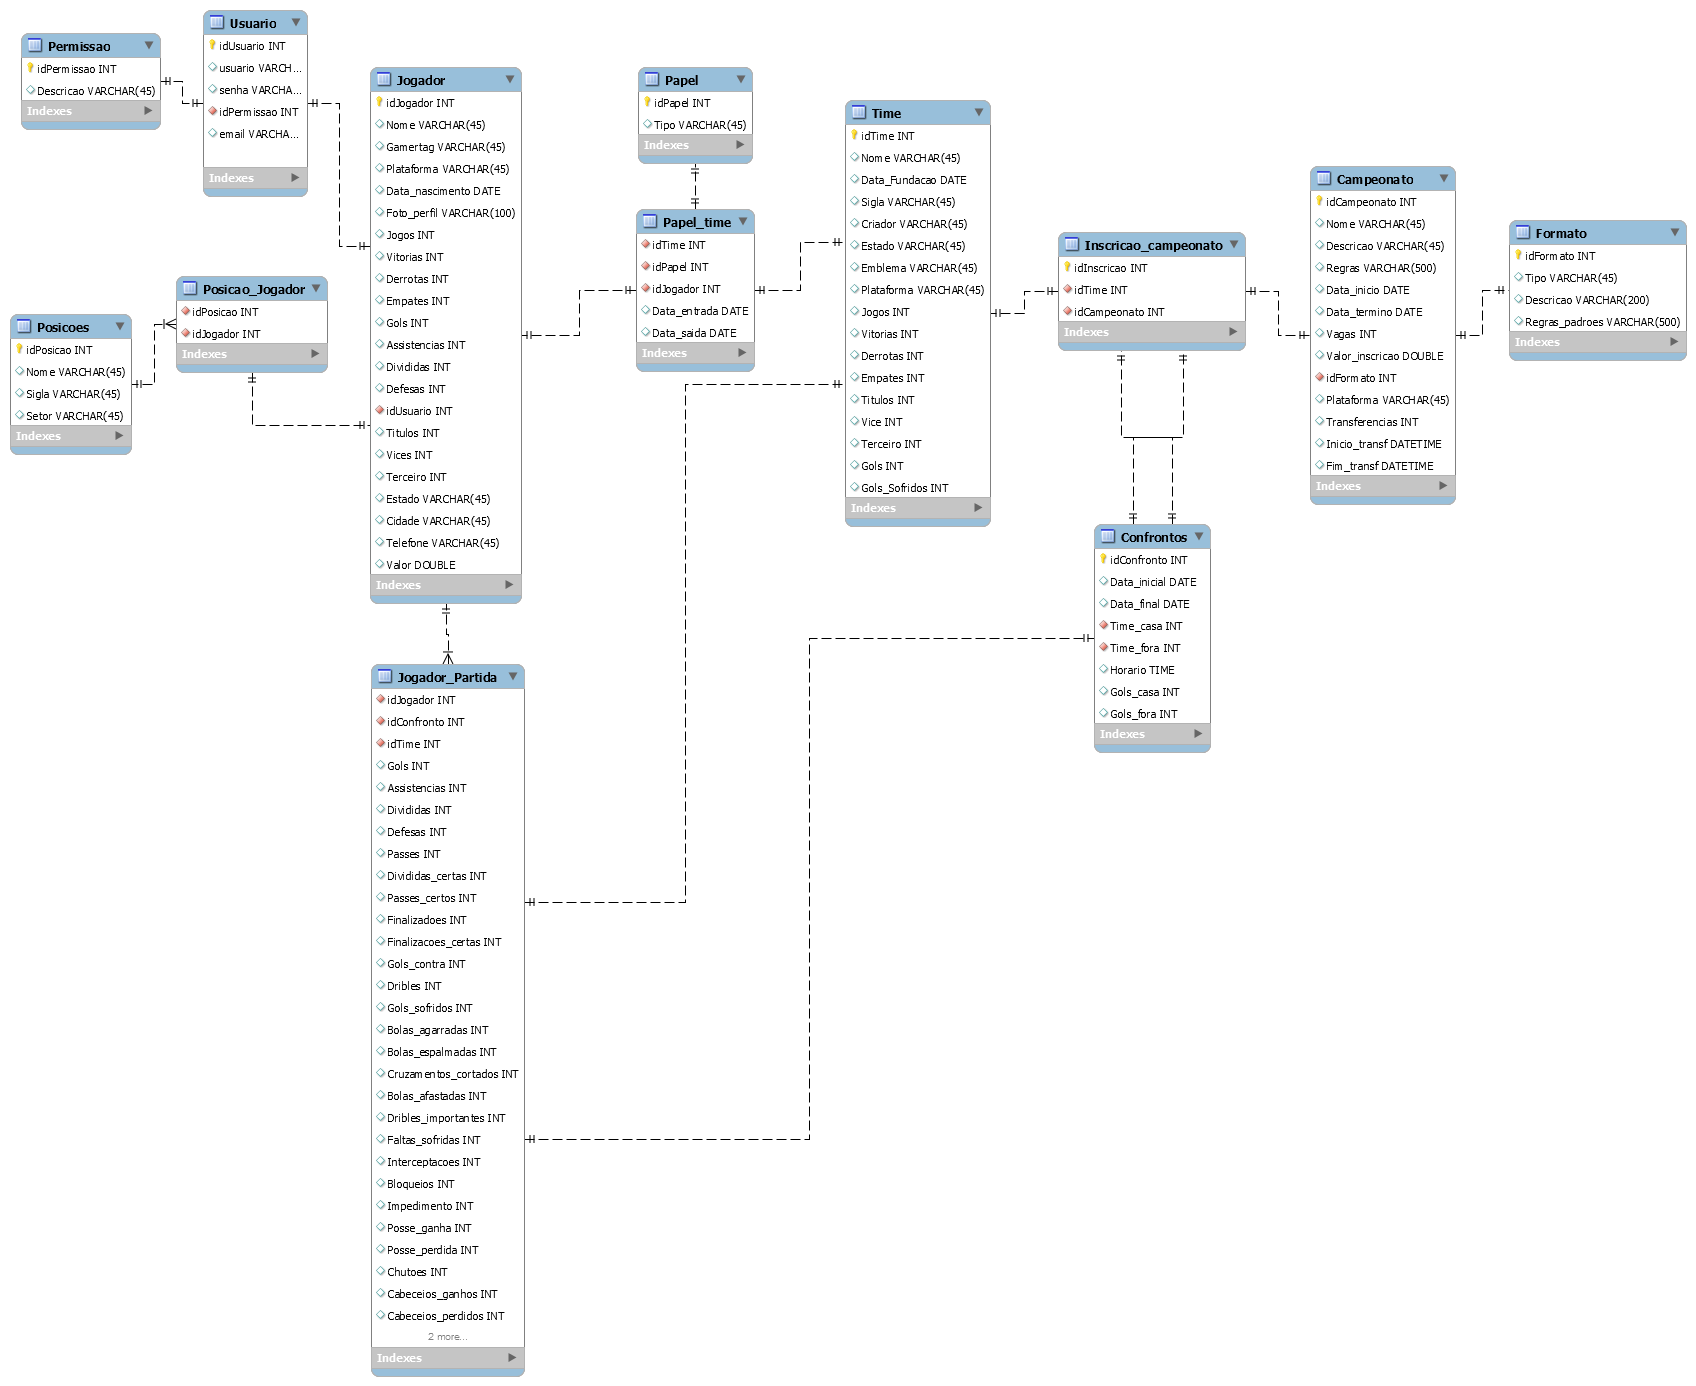 Permissao
idPermissao INT
Descricao VARCHAR(45)
Indexes
Usuario
idUsuario INT
usuario VARCH...
senha VARCHA...
idPermissao INT
email VARCHA...
Indexes
Jogador
idJogador INT
Nome VARCHAR(45)
Gamertag VARCHAR(45)
Plataforma VARCHAR(45)
Data_nascimento DATE
Foto_perfil VARCHAR(100)
Jogos INT
Vitorias INT
Derrotas INT
Empates INT
Gols INT
Assistencias INT
Divididas INT
Defesas INT
idUsuario INT
Titulos INT
Vices INT
Terceiro INT
Estado VARCHAR(45)
Cidade VARCHAR(45)
Telefone VARCHAR(45)
Valor DOUBLE
Indexes
Posicao_Jogador
idPosicao INT
idJogador INT
Indexes
Posicoes
idPosicao INT
Nome VARCHAR(45)
Sigla VARCHAR(45)
Setor VARCHAR(45)
Indexes
Papel
idPapel INT
Tipo VARCHAR(45)
Indexes
Papel_time
idTime INT
idPapel INT
idJogador INT
Data_entrada DATE
Data_saida DATE
Indexes
Time
idTime INT
Nome VARCHAR(45)
Data_Fundacao DATE
Sigla VARCHAR(45)
Criador VARCHAR(45)
Estado VARCHAR(45)
Emblema VARCHAR(45)
Plataforma VARCHAR(45)
Jogos INT
Vitorias INT
Derrotas INT
Empates INT
Titulos INT
Vice INT
Terceiro INT
Gols INT
Gols_Sofridos INT
Indexes
Inscricao_campeonato
idInscricao INT
idTime INT
idCampeonato INT
Indexes
Campeonato
idCampeonato INT
Nome VARCHAR(45)
Descricao VARCHAR(45)
Regras VARCHAR(500)
Data_inicio DATE
Data_termino DATE
Vagas INT
Valor_inscricao DOUBLE
idFormato INT
Plataforma VARCHAR(45)
Transferencias INT
Inicio_transf DATETIME
Fim_transf DATETIME
Indexes
Formato
idFormato INT
Tipo VARCHAR(45)
Descricao VARCHAR(200)
Regras_padroes VARCHAR(500)
Indexes
Confrontos
idConfronto INT
Data_inicial DATE
Data_final DATE
Time_casa INT
Time_fora INT
Horario TIME
Gols_casa INT
Gols_fora INT
Indexes
Jogador_Partida
idJogador INT
idConfronto INT
idTime INT
Gols INT
Assistencias INT
Divididas INT
Defesas INT
Passes INT
Divididas_certas INT
Passes_certos INT
Finalizadoes INT
Finalizacoes_certas INT
Gols_contra INT
Dribles INT
Gols_sofridos INT
Bolas_agarradas INT
Bolas_espalmadas INT
Cruzamentos_cortados INT
Bolas_afastadas INT
Dribles_importantes INT
Faltas_sofridas INT
Interceptacoes INT
Bloqueios INT
Impedimento INT
Posse_ganha INT
Posse_perdida INT
Chutoes INT
Cabeceios_ganhos INT
Cabeceios_perdidos INT
2 more...
Indexes